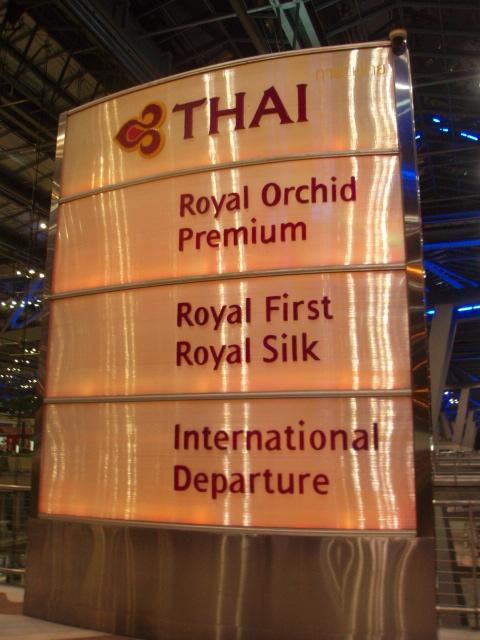 THAI
Royal Orchid
Premium
Royal First
Royal Silk
International
Departure